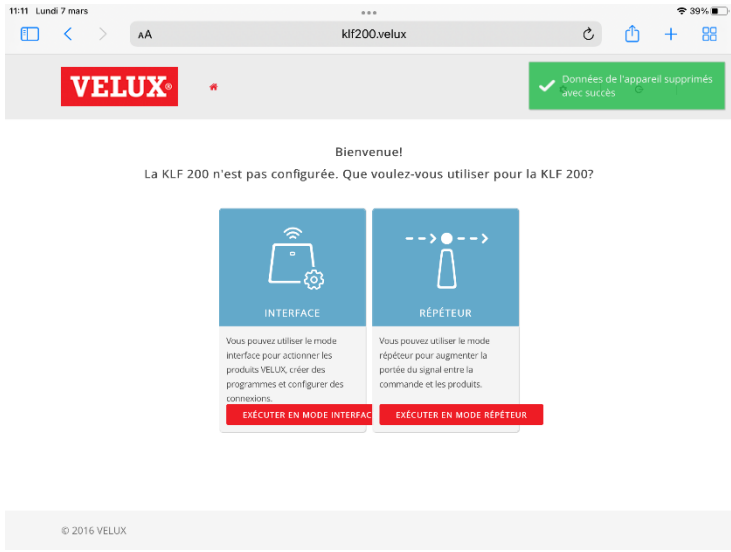 11:11 Lundi 7 mars
39%
AA
klf200.velux
VELUX®
Données de l'appareil supprimés
avec succès
Bienvenue!
La KLF 200 n'est pas configurée. Que voulez-vous utiliser pour la KLF 200?
INTERFACE
Vous pouvez utiliser le mode
interface pour actionner les
produits VELUX, créer des
programmes et configurer des
connexions.
EXÉCUTER EN MODE INTERFAC
RÉPÉTEUR
Vous pouvez utiliser le mode
répéteur pour augmenter la
portée du signal entre la
commande et les produits.
EXÉCUTER EN MODE RÉPÉTEUR
© 2016 VELUX